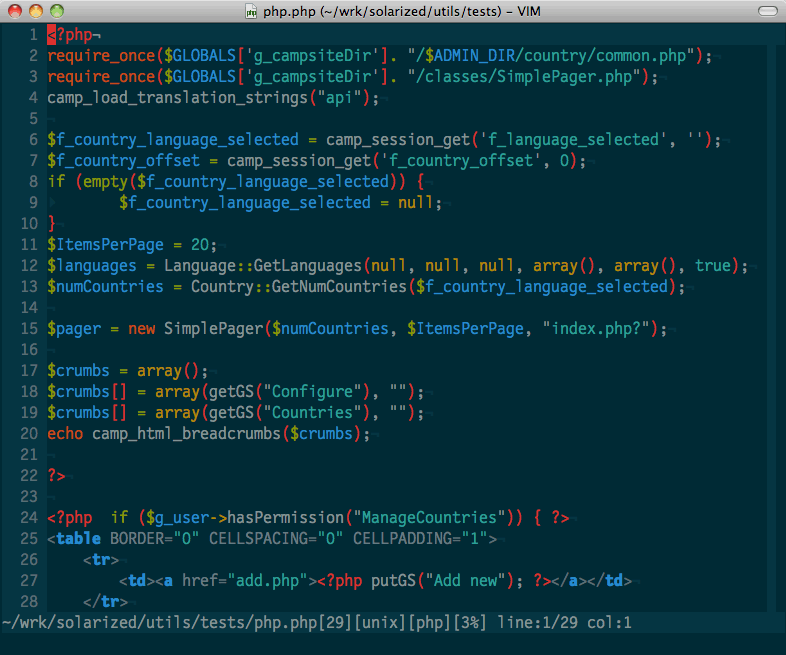 php.php (~/wrk/solarized/utils/tests) – VIM
1 <?php¬
2 require_once($GLOBALS['g_campsiteDir']. "/$ADMIN_DIR/country/common.php");¬
3 require_once($GLOBALS['g_campsiteDir']. "/classes/SimplePager.php");¬
4 camp_load_translation_strings("api");¬
5 ¬
6 $f_country_language_selected = camp_session_get('f_language_selected', '');¬
7 $f_country_offset = camp_session_get('f_country_offset', 0);¬
8 if (empty($f_country_language_selected)) {¬
9         $f_country_language_selected = null;¬
10 }¬
11 $ItemsPerPage = 20;¬
12 $languages = Language::GetLanguages(null, null, null, array(), array(), true);¬
13 $numCountries = Country::GetNumCountries($f_country_language_selected);¬
14 ¬
15 $pager = new SimplePager($numCountries, $ItemsPerPage, "index.php?");¬
16 ¬
17 $crumbs = array();¬
18 $crumbs[] = array(getGS("Configure"), "");¬
19 $crumbs[] = array(getGS("Countries"), "");¬
20 echo camp_html_breadcrumbs($crumbs);¬
21 ¬
22 ?>¬
23 ¬
24 <?php  if ($g_user->hasPermission("ManageCountries")) { ?>¬
25 <table BORDER="0" CELLSPACING="0" CELLPADDING="1">¬
26     <tr>¬
27         <td><a href="add.php"><?php putGS("Add new"); ?></a></td>¬
28     </tr>¬
~/wrk/solarized/utils/tests/php.php[29][unix][php][3%] line:1/29 col:1